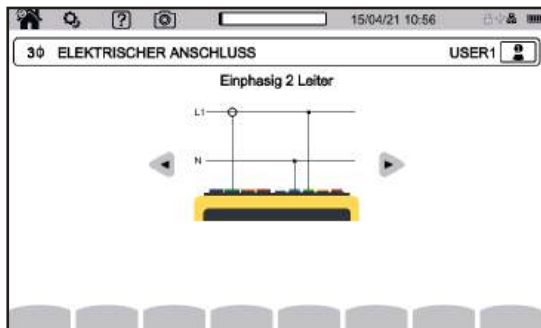 ?
15/04/21 10:56
3ϕ ELEKTRISCHER ANSCHLUSS USER1
Einphasig 2 Leiter
L1
N